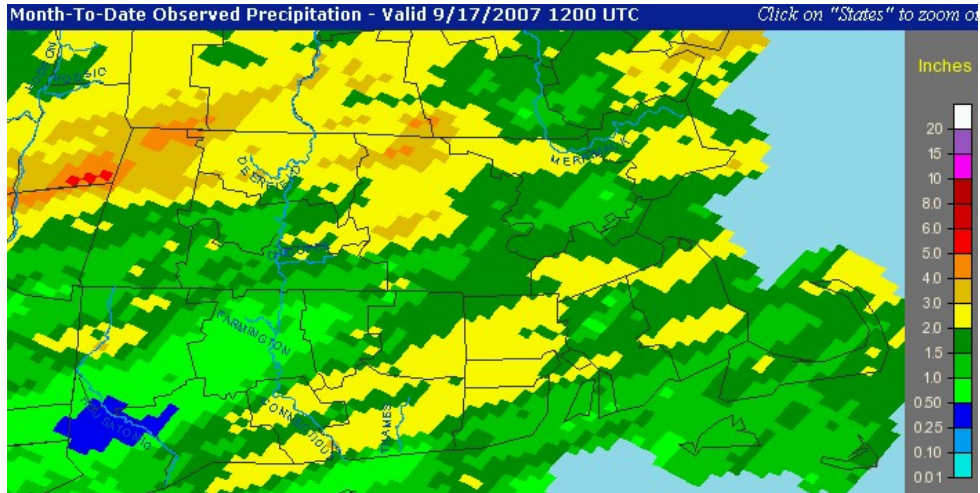 Month-To-Date Observed Precipitation - Valid 9/17/2007 1200 UTC
Click on "States" to zoom
Inches
20
15
10
8.0
6.0
5.0
4.0
3.0
2.0
1.5
1.0
0.50
0.25
0.10
0.01
DEERFIELD
FARMINGTON
THAMES